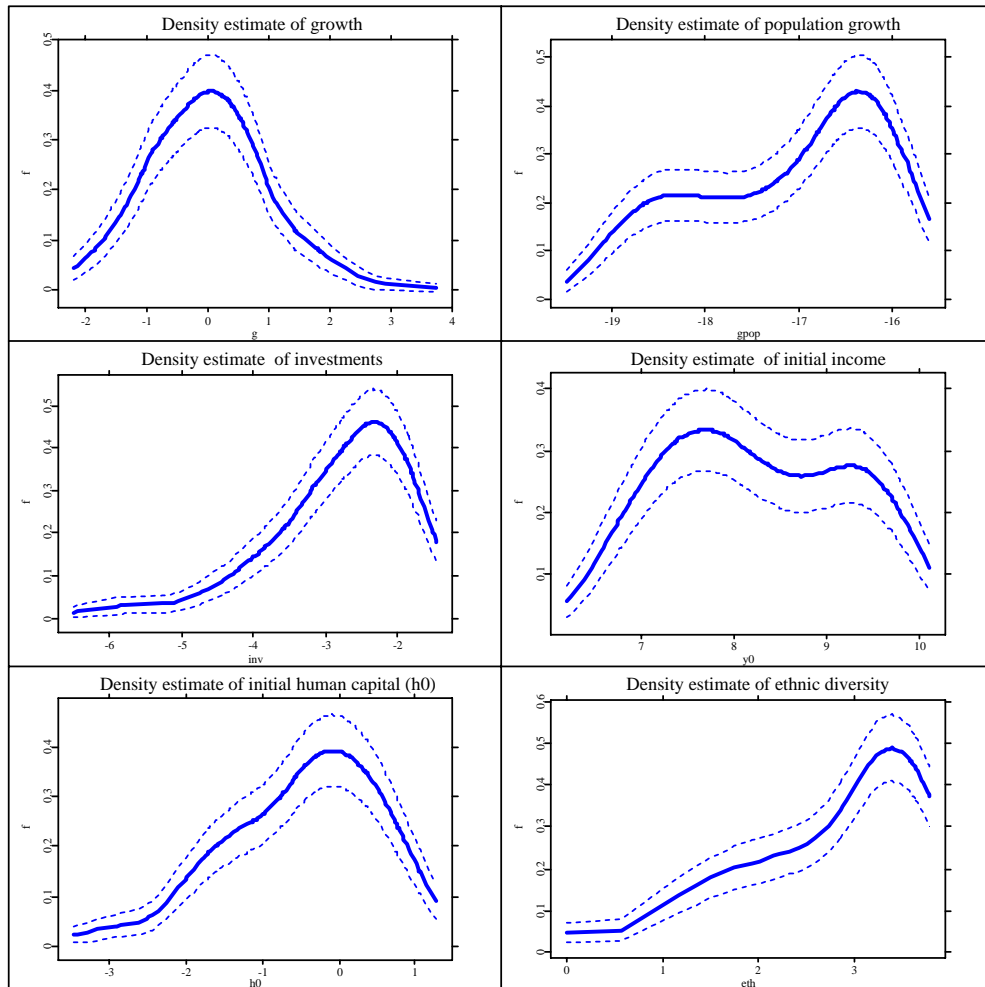 Density estimate of growth
0.5
0.4
0.3
f
0.2
0.1
0
-2 -1 0 1 2 3 4
g
Density estimate of population growth
0.5
0.4
0.3
f
0.2
0.1
0
-19 -18 -17 -16
gpop
Density estimate of investments
0.5
0.4
0.3
f
0.2
0.1
0
-6 -5 -4 -3 -2
inv
Density estimate of initial income
0.4
0.3
f
0.2
0.1
7 8 9 10
y0
Density estimate of initial human capital (h0)
0.4
0.3
f
0.2
0.1
0
-3 -2 -1 0 1
h0
Density estimate of ethnic diversity
0.6
0.5
0.4
f
0.3
0.2
0.1
0
0 1 2 3
eth